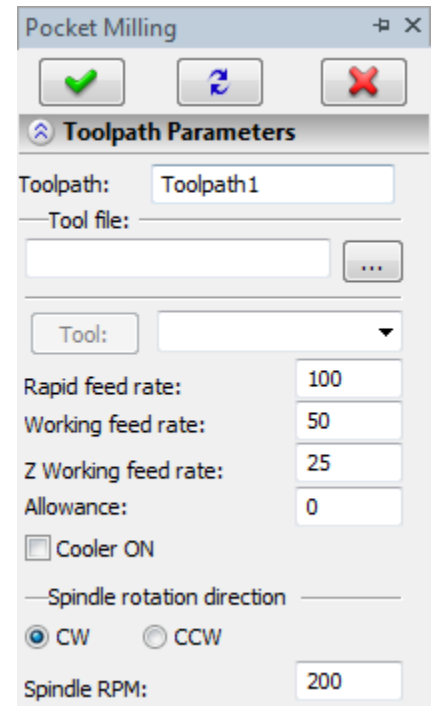 Pocket Milling
Toolpath Parameters
Toolpath: Toolpath1
Tool file:
...
Tool:
Rapid feed rate: 100
Working feed rate: 50
Z Working feed rate: 25
Allowance: 0
Cooler ON
Spindle rotation direction
CW CCW
Spindle RPM: 200